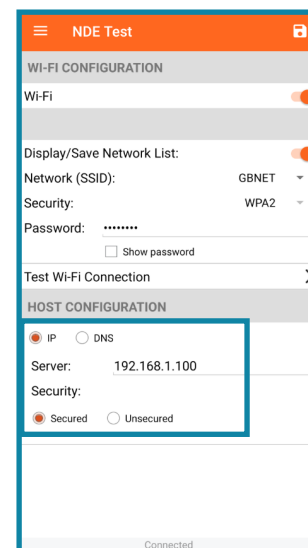 NDE Test
WI-FI CONFIGURATION
Wi-Fi
Display/Save Network List:
Network (SSID): GBNET
Security: WPA2
Password: ••••••••
Show password
Test Wi-Fi Connection
HOST CONFIGURATION
IP DNS
Server: 192.168.1.100
Security:
Secured Unsecured
Connected